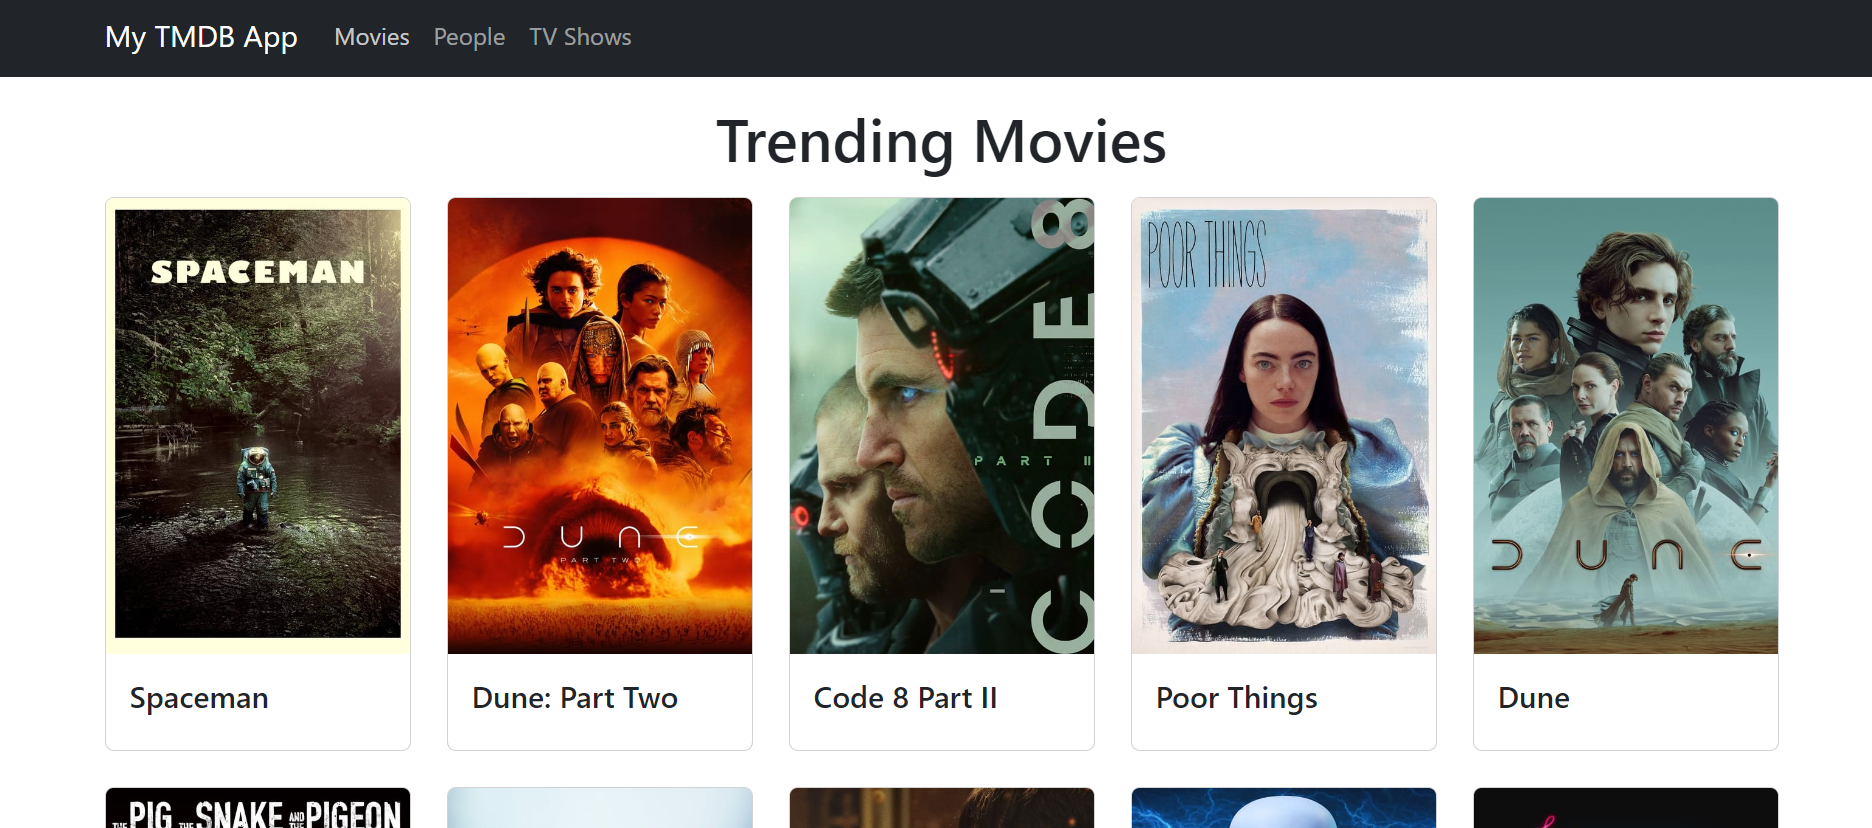 My TMDB App Movies People TV Shows
Trending Movies
SPACEMAN
DUNE
PART TWO
CODE 8
PART II
POOR THINGS
DUNE
Spaceman
Dune: Part Two
Code 8 Part II
Poor Things
Dune
THE PIG THE SNAKE AND THE PIGEON